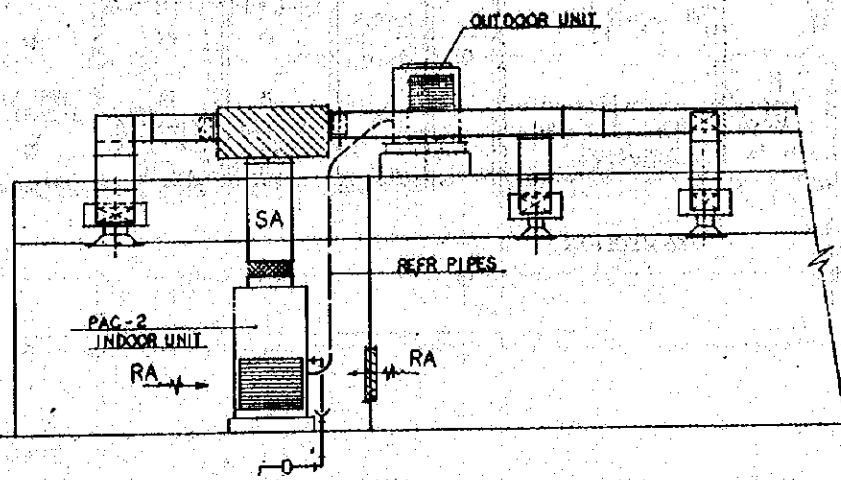 OUTDOOR UNIT
SA
REFR PIPES
PAC-2
INDOOR UNIT
RA
RA